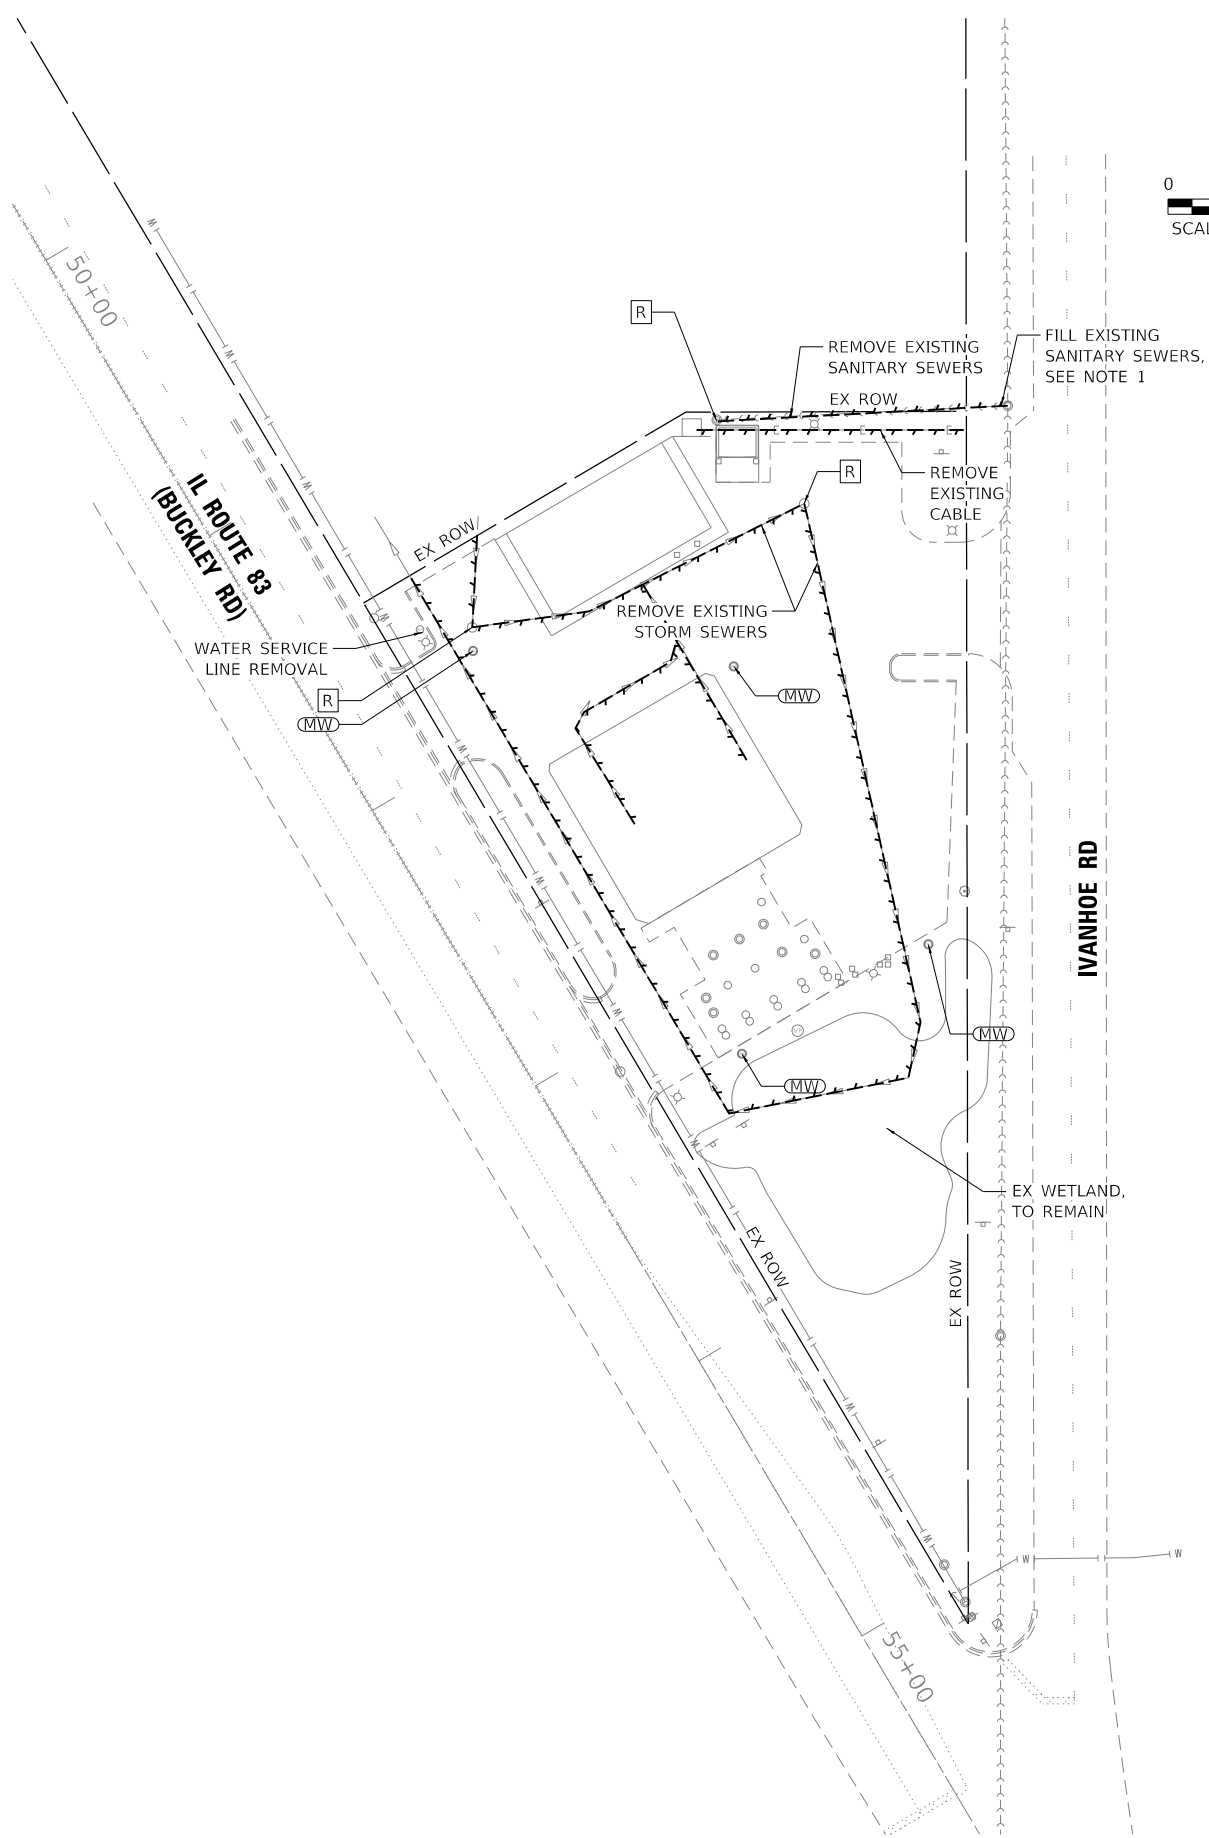 0
SCAL
50+00
R
REMOVE EXISTING
SANITARY SEWERS
FILL EXISTING
SANITARY SEWERS,
SEE NOTE 1
EX ROW
R
REMOVE
EXISTING
CABLE
IL ROUTE 83
(BUCKLEY RD)
EX ROW
REMOVE EXISTING
STORM SEWERS
WATER SERVICE
LINE REMOVAL
R
MW
MW
IVANHOE RD
MW
MW
VP
EX WETLAND,
TO REMAIN
EX ROW
EX ROW
W
W
W
W
W
W
W
W
W
W
W
W
55+00